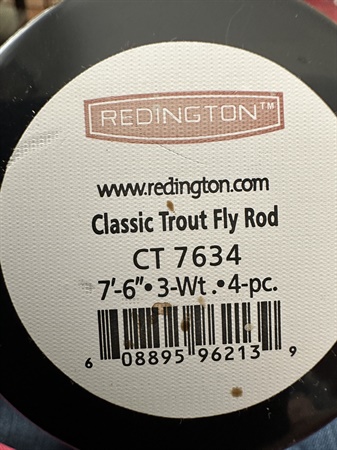 REDINGTON™
www.redington.com
Classic Trout Fly Rod
CT 7634
7'-6"• 3-Wt .• 4-pc.
6 08895 96213 9